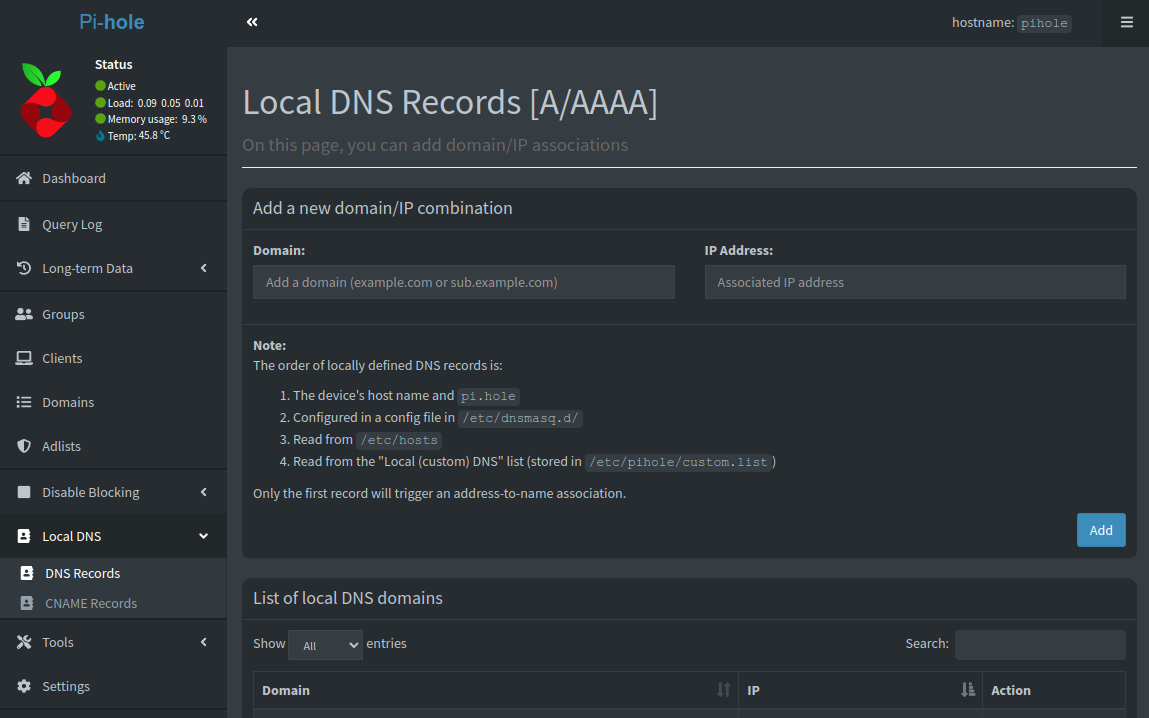 Pi-hole
hostname: pihole
Status
Active
Load: 0.09 0.05 0.01
Memory usage: 9.3 %
Temp: 45.8 °C
Dashboard
Query Log
Long-term Data
Groups
Clients
Domains
Adlists
Disable Blocking
Local DNS
DNS Records
CNAME Records
Tools
Settings
Local DNS Records [A/AAAA]
On this page, you can add domain/IP associations
Add a new domain/IP combination
Domain: IP Address:
Add a domain (example.com or sub.example.com) Associated IP address
Note:
The order of locally defined DNS records is:
1. The device's host name and pi.hole
2. Configured in a config file in /etc/dnsmasq.d/
3. Read from /etc/hosts
4. Read from the "Local (custom) DNS" list (stored in /etc/pihole/custom.list)
Only the first record will trigger an address-to-name association.
Add
List of local DNS domains
Show All entries Search:
Domain IP Action